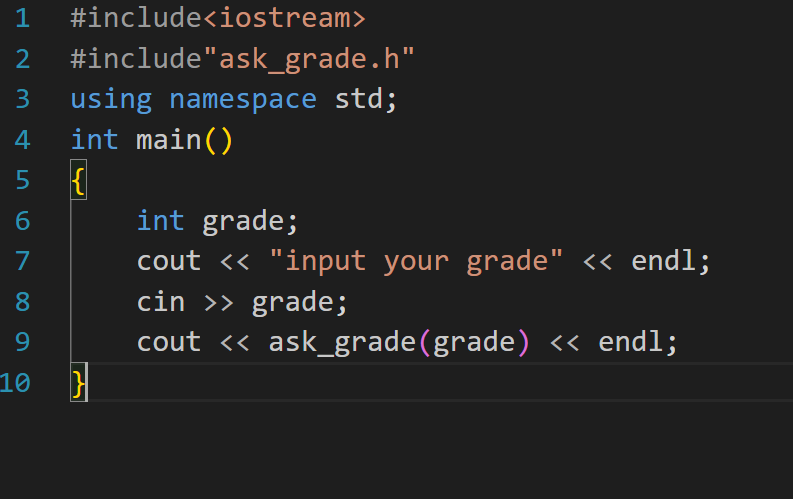 1 #include<iostream>
2 #include"ask_grade.h"
3 using namespace std;
4 int main()
5 {
6     int grade;
7     cout << "input your grade" << endl;
8     cin >> grade;
9     cout << ask_grade(grade) << endl;
10 }